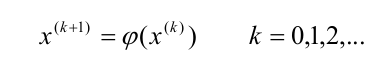 x^{(k+1)} = φ(x^{(k)}) k = 0,1,2,...